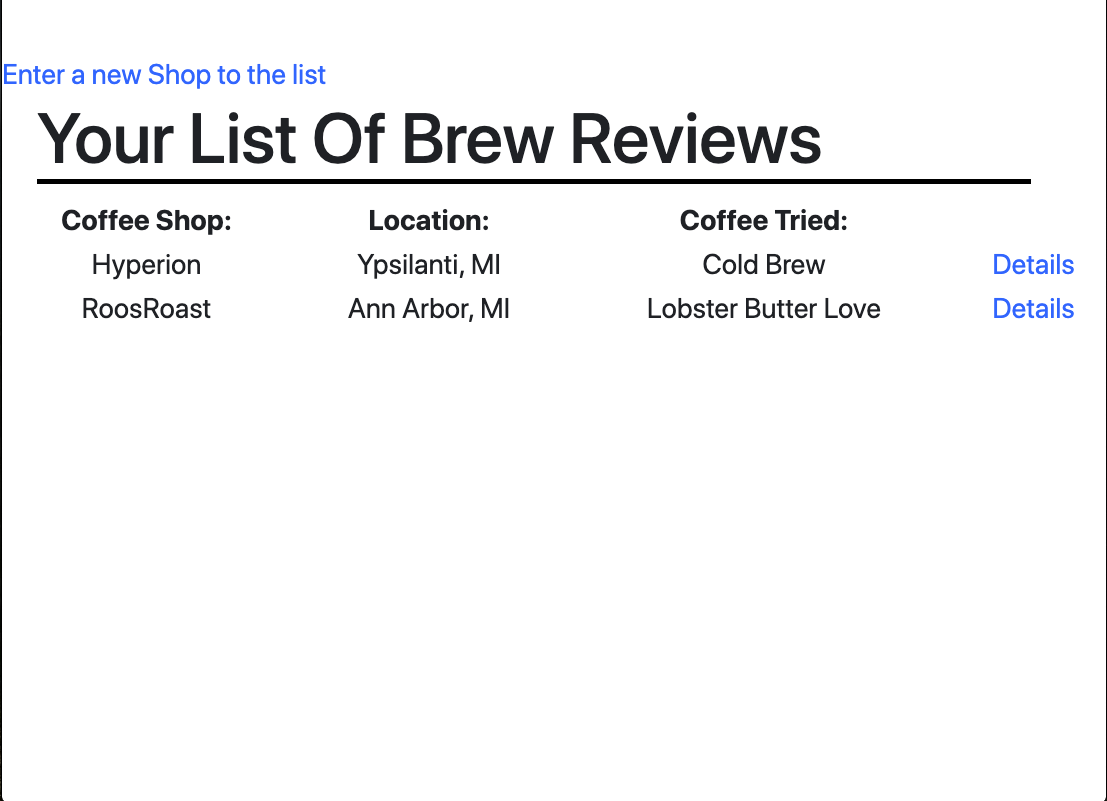 Enter a new Shop to the list
Your List Of Brew Reviews
Coffee Shop: Location: Coffee Tried:
Hyperion Ypsilanti, MI Cold Brew Details
RoosRoast Ann Arbor, MI Lobster Butter Love Details